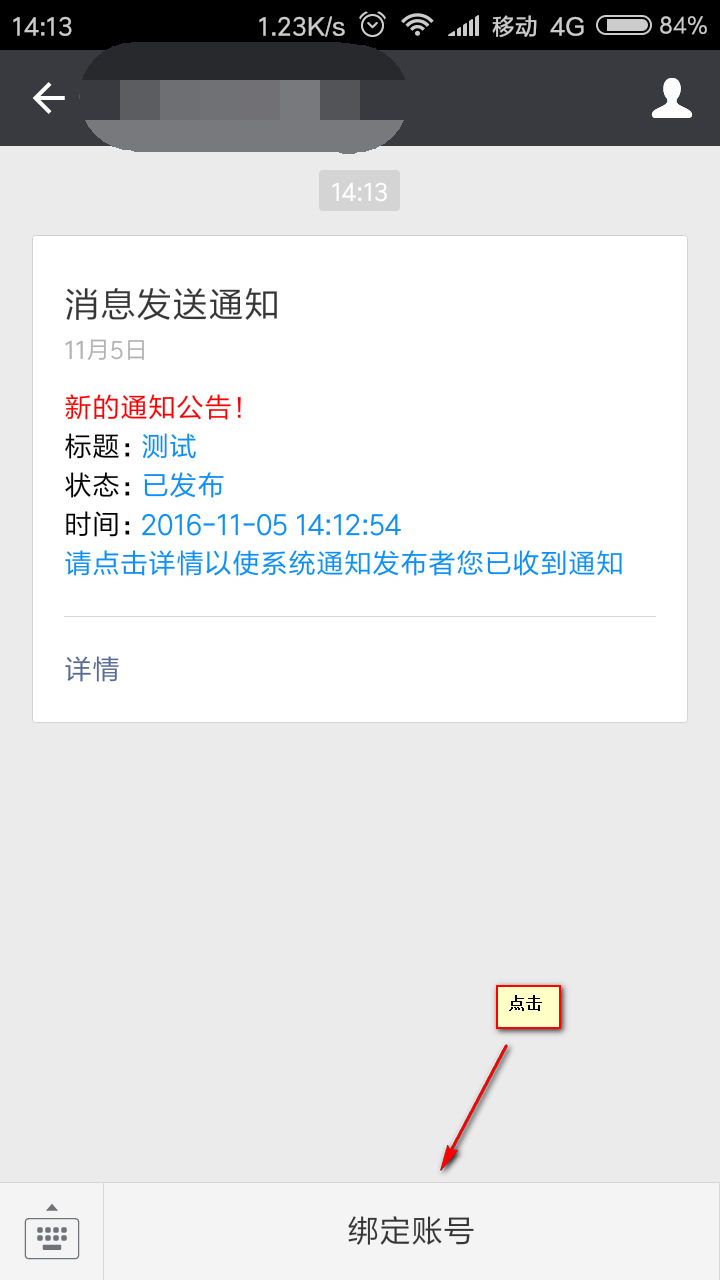 14:13 1.23K/s 移动 4G 84%
14:13
消息发送通知
11月5日
新的通知公告!
标题: 测试
状态: 已发布
时间: 2016-11-05 14:12:54
请点击详情以使系统通知发布者您已收到通知
详情
点击
绑定账号